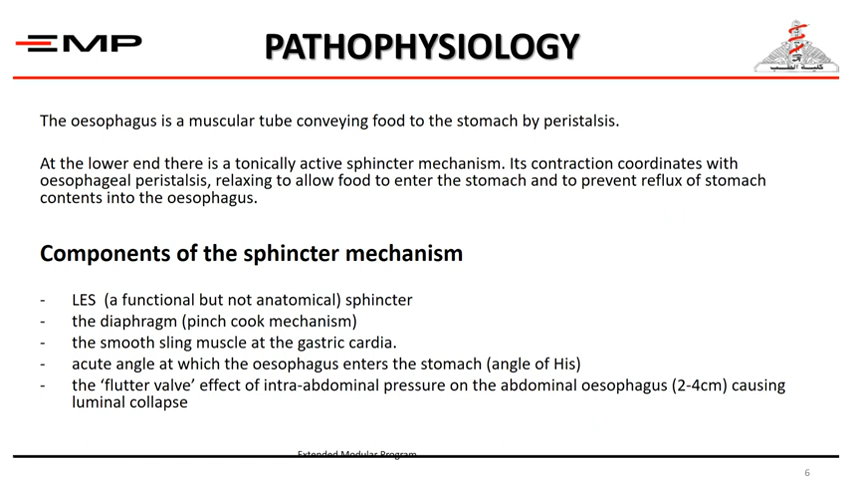 EMP
PATHOPHYSIOLOGY
كلية الطب
The oesophagus is a muscular tube conveying food to the stomach by peristalsis.
At the lower end there is a tonically active sphincter mechanism. Its contraction coordinates with
oesophageal peristalsis, relaxing to allow food to enter the stomach and to prevent reflux of stomach
contents into the oesophagus.
Components of the sphincter mechanism
- LES (a functional but not anatomical) sphincter
- the diaphragm (pinch cook mechanism)
- the smooth sling muscle at the gastric cardia.
- acute angle at which the oesophagus enters the stomach (angle of His)
- the ‘flutter valve’ effect of intra-abdominal pressure on the abdominal oesophagus (2-4cm) causing
luminal collapse
Extended Modular Program
6